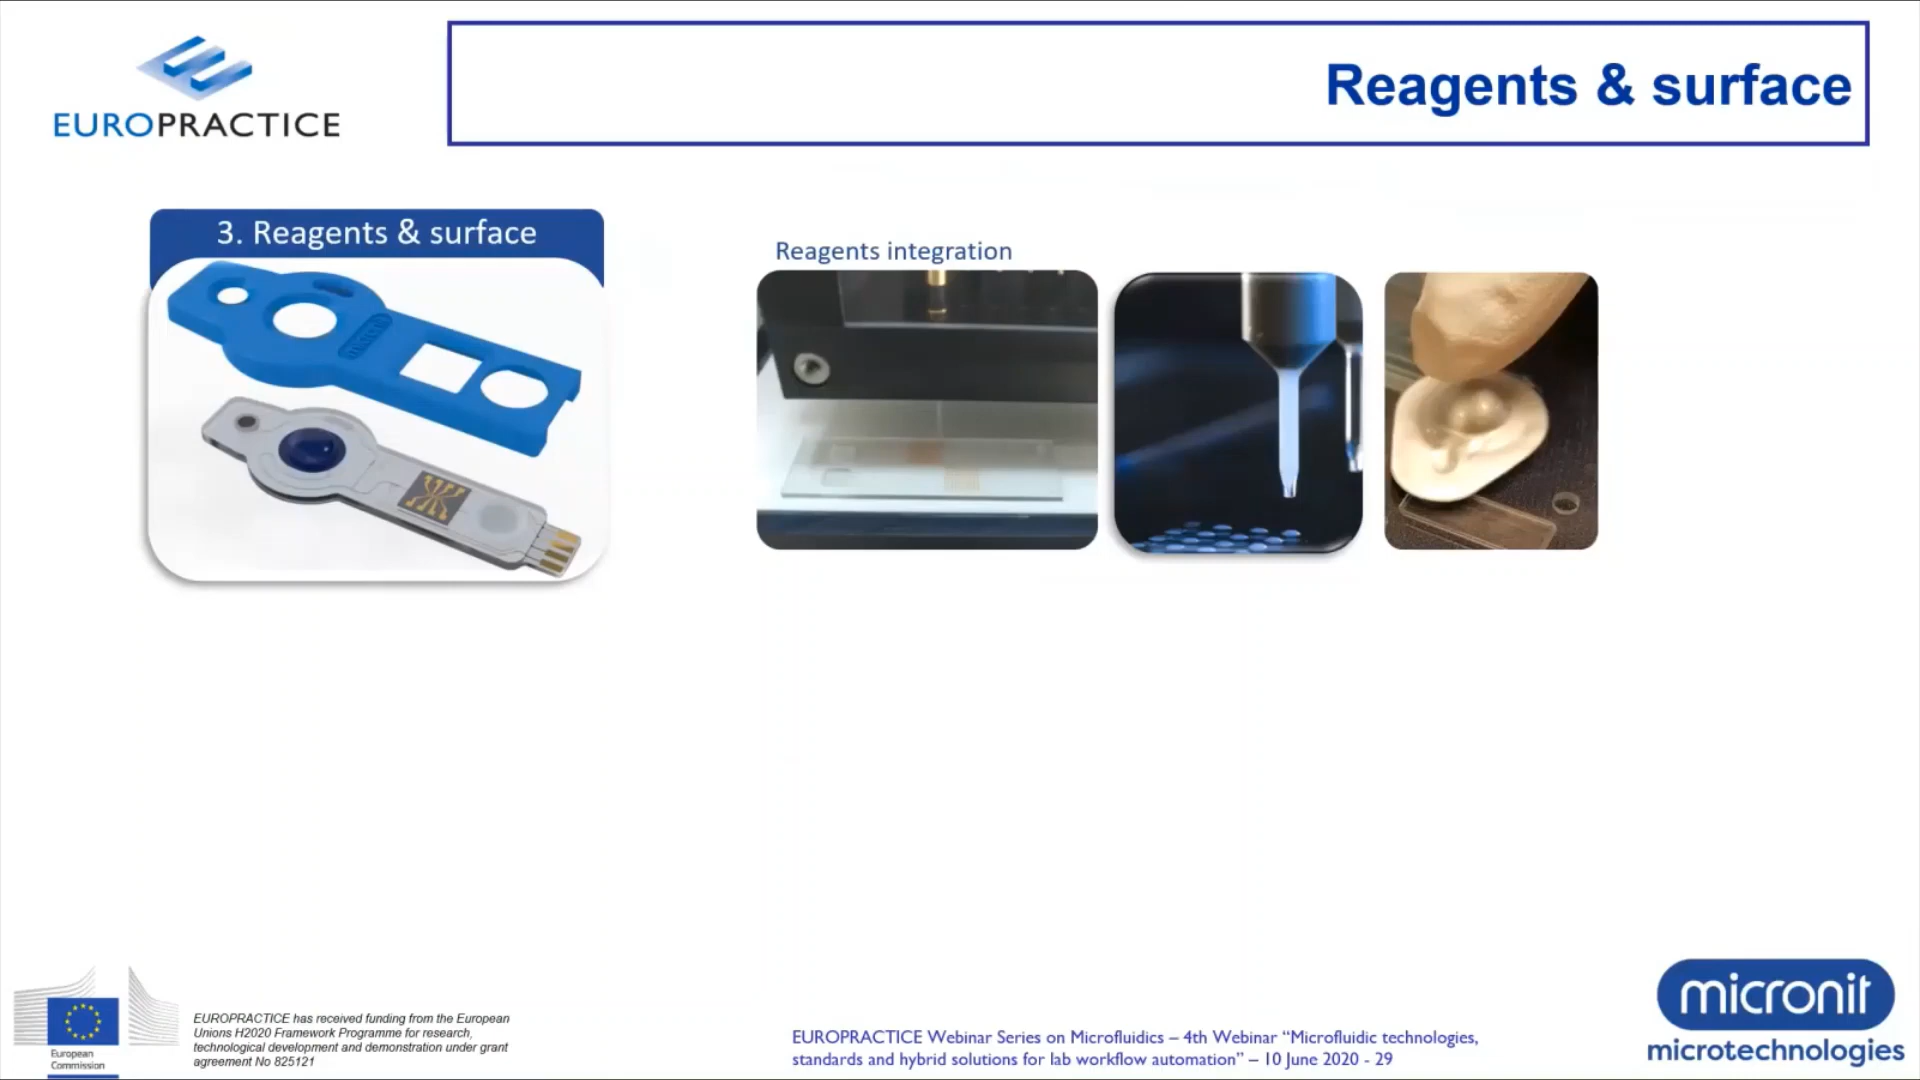 EUROPRACTICE
Reagents & surface
3. Reagents & surface
Reagents integration
European
Commission
EUROPRACTICE has received funding from the European
Unions H2020 Framework Programme for research,
technological development and demonstration under grant
agreement No 825121
EUROPRACTICE Webinar Series on Microfluidics – 4th Webinar “Microfluidic technologies,
standards and hybrid solutions for lab workflow automation” – 10 June 2020 - 29
micronit
microtechnologies